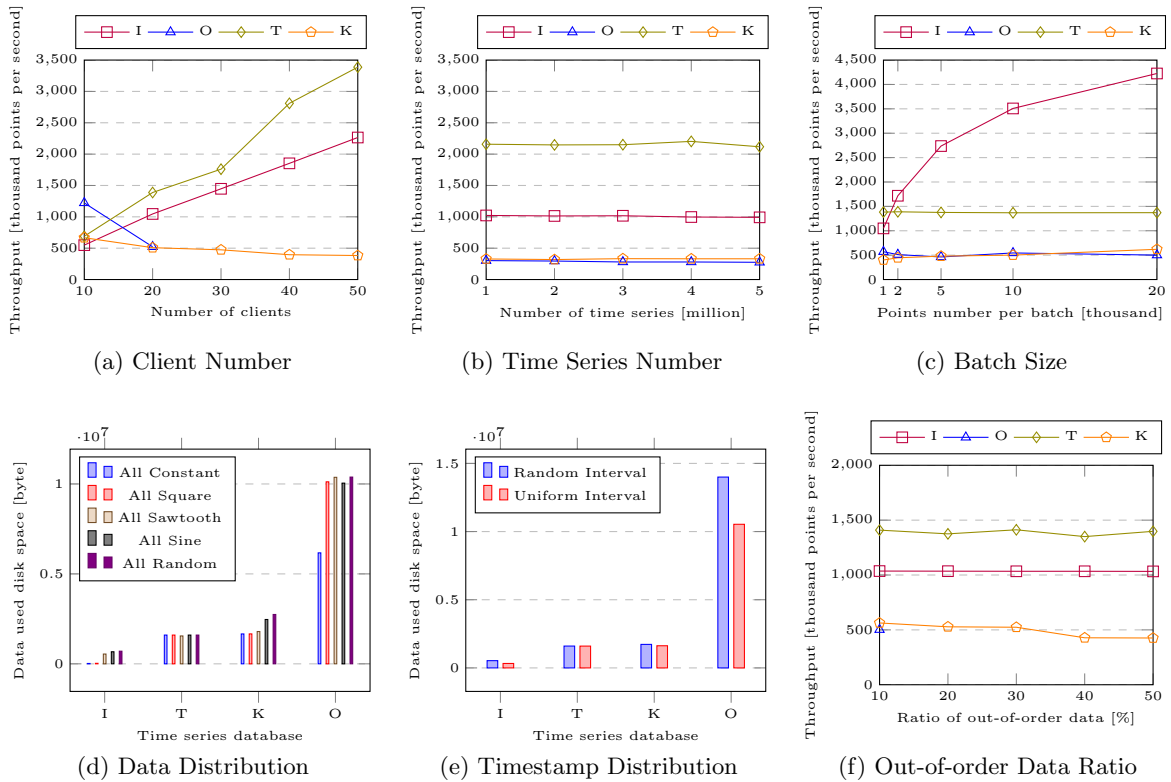 I O T K
Throughput [thousand points per second]
3,500
3,000
2,500
2,000
1,500
1,000
500
0
10 20 30 40 50
Number of clients
(a) Client Number
I O T K
Throughput [thousand points per second]
3,500
3,000
2,500
2,000
1,500
1,000
500
0
1 2 3 4 5
Number of time series [million]
(b) Time Series Number
I O T K
Throughput [thousand points per second]
4,500
4,000
3,500
3,000
2,500
2,000
1,500
1,000
500
0
1 2 5 10 20
Points number per batch [thousand]
(c) Batch Size
·10^7
Data used disk space [byte]
1
0.5
0
All Constant
All Square
All Sawtooth
All Sine
All Random
I T K O
Time series database
(d) Data Distribution
·10^7
Data used disk space [byte]
1.5
1
0.5
0
Random Interval
Uniform Interval
I T K O
Time series database
(e) Timestamp Distribution
I O T K
Throughput [thousand points per second]
2,000
1,500
1,000
500
0
10 20 30 40 50
Ratio of out-of-order data [%]
(f) Out-of-order Data Ratio